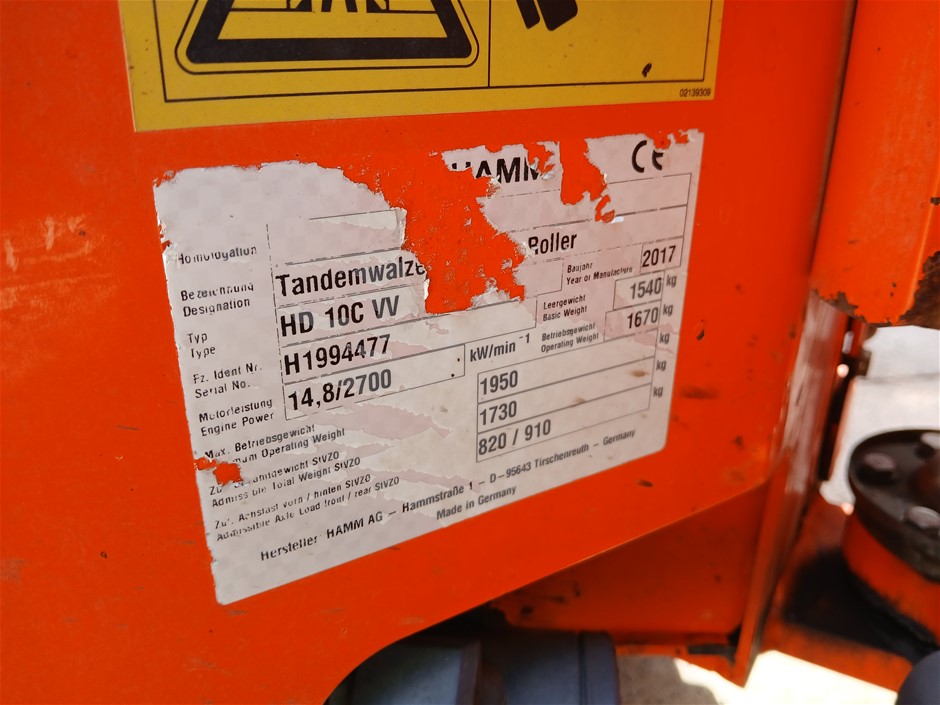 02139309
HAMM CE
Homologation
Bezeichnung Tandemwalze Roller
Designation
Baujahr 2017
Year of Manufacture
Typ HD 10C VV
Type
Leergewicht 1540 kg
Basic Weight
Fz. Ident Nr. H1994477
Serial No.
Betriebsgewicht 1670 kg
Operating Weight
Motorleistung 14,8/2700 kW/min -1
Engine Power
Max. Betriebsgewicht 1950 kg
mum Operating Weight
Zul. Gesamtgewicht StVZO 1730 kg
Admissible Total Weight StVZO
Zul. Achslast vorn / hinten StVZO 820 / 910 kg
Admissible Axle Load front / rear StVZO
Hersteller HAMM AG – Hammstraße 1 – D–95643 Tirschenreuth – Germany
Made in Germany